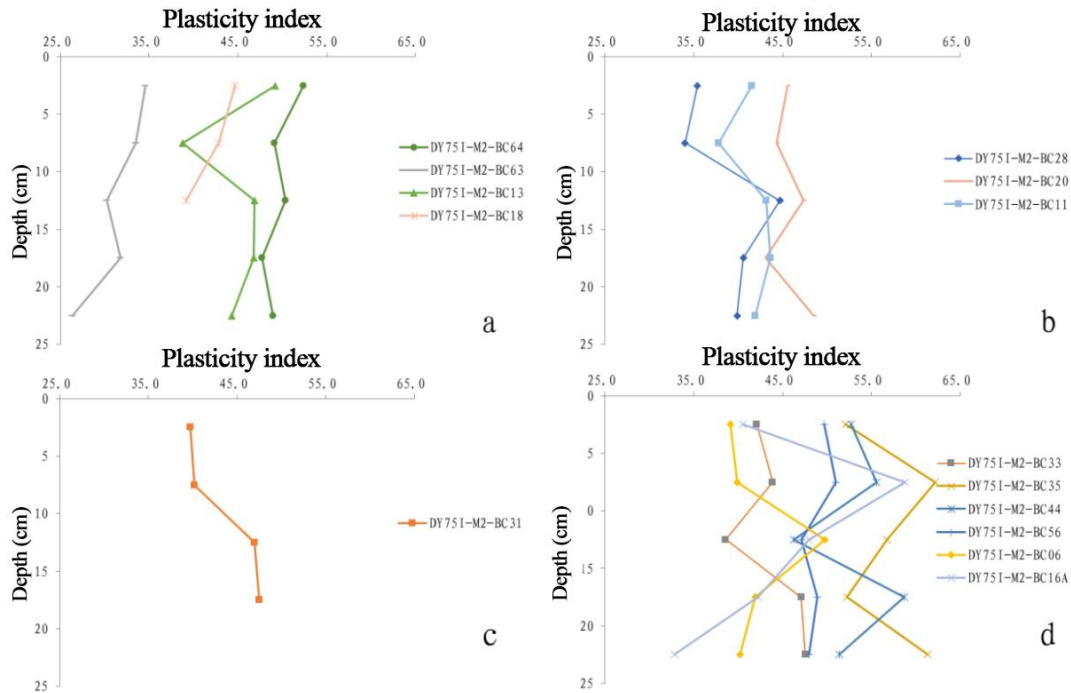 Plasticity index
25.0 35.0 45.0 55.0 65.0
0
5
10
15
20
25
Depth (cm)
DY75I-M2-BC64
DY75I-M2-BC63
DY75I-M2-BC13
DY75I-M2-BC18
a
Plasticity index
25.0 35.0 45.0 55.0 65.0
0
5
10
15
20
25
Depth (cm)
DY75I-M2-BC28
DY75I-M2-BC20
DY75I-M2-BC11
b
Plasticity index
25.0 35.0 45.0 55.0 65.0
0
5
10
15
20
25
Depth (cm)
DY75I-M2-BC31
c
Plasticity index
25.0 35.0 45.0 55.0 65.0
0
5
0
15
20
25
Depth (cm)
DY75I-M2-BC33
DY75I-M2-BC35
DY75I-M2-BC44
DY75I-M2-BC56
DY75I-M2-BC06
DY75I-M2-BC16A
d